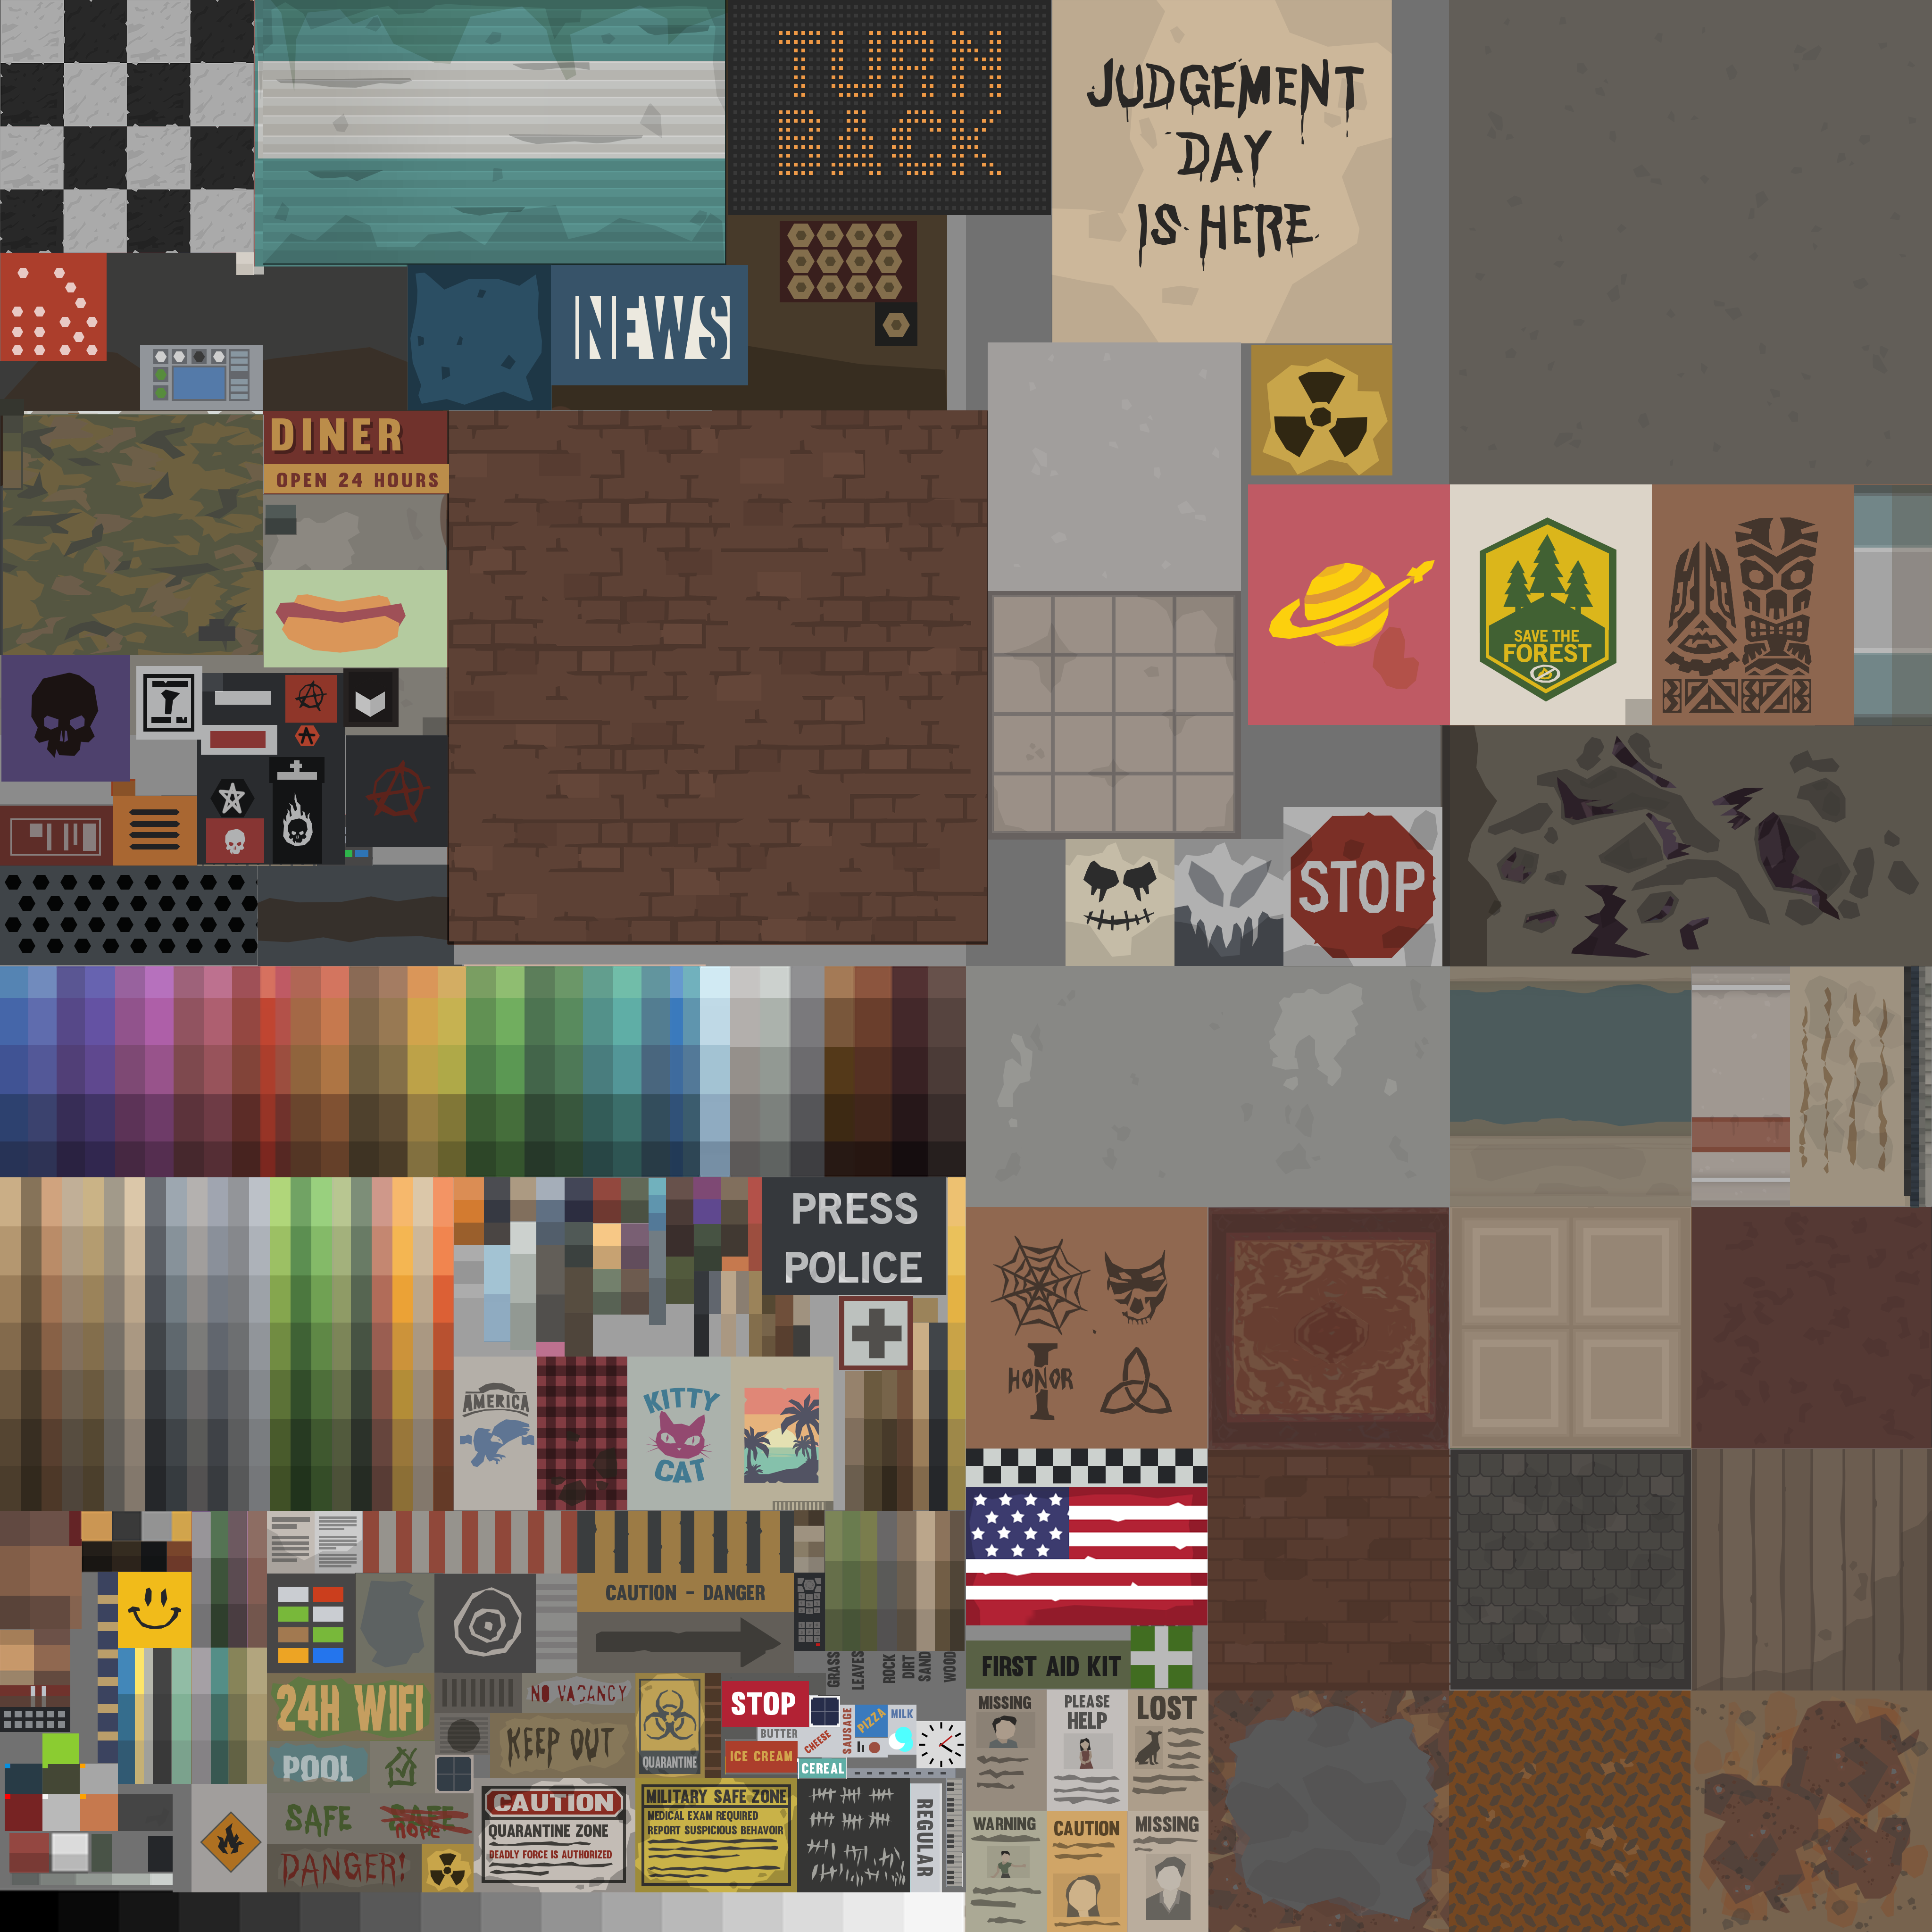 TURN
BACK
JUDGEMENT
DAY
IS HERE
NEWS
DINER
OPEN 24 HOURS
SAVE THE
FOREST
STOP
PRESS
POLICE
AMERICA
KITTY
CAT
HONOR
CAUTION - DANGER
GRASS
LEAVES
ROCK
DIRT
SAND
WOOD
FIRST AID KIT
24H WIFI
NO VACANCY
KEEP OUT
QUARANTINE
STOP
BUTTER
ICE CREAM
CHEESE
SAUSAGE
PIZZA
MILK
CEREAL
POOL
SAFE
SAFE
NOPE
DANGER!
CAUTION
QUARANTINE ZONE
DEADLY FORCE IS AUTHORIZED
MILITARY SAFE ZONE
MEDICAL EXAM REQUIRED
REPORT SUSPICIOUS BEHAVOIR
REGULAR
MISSING
PLEASE
HELP
LOST
WARNING
CAUTION
MISSING